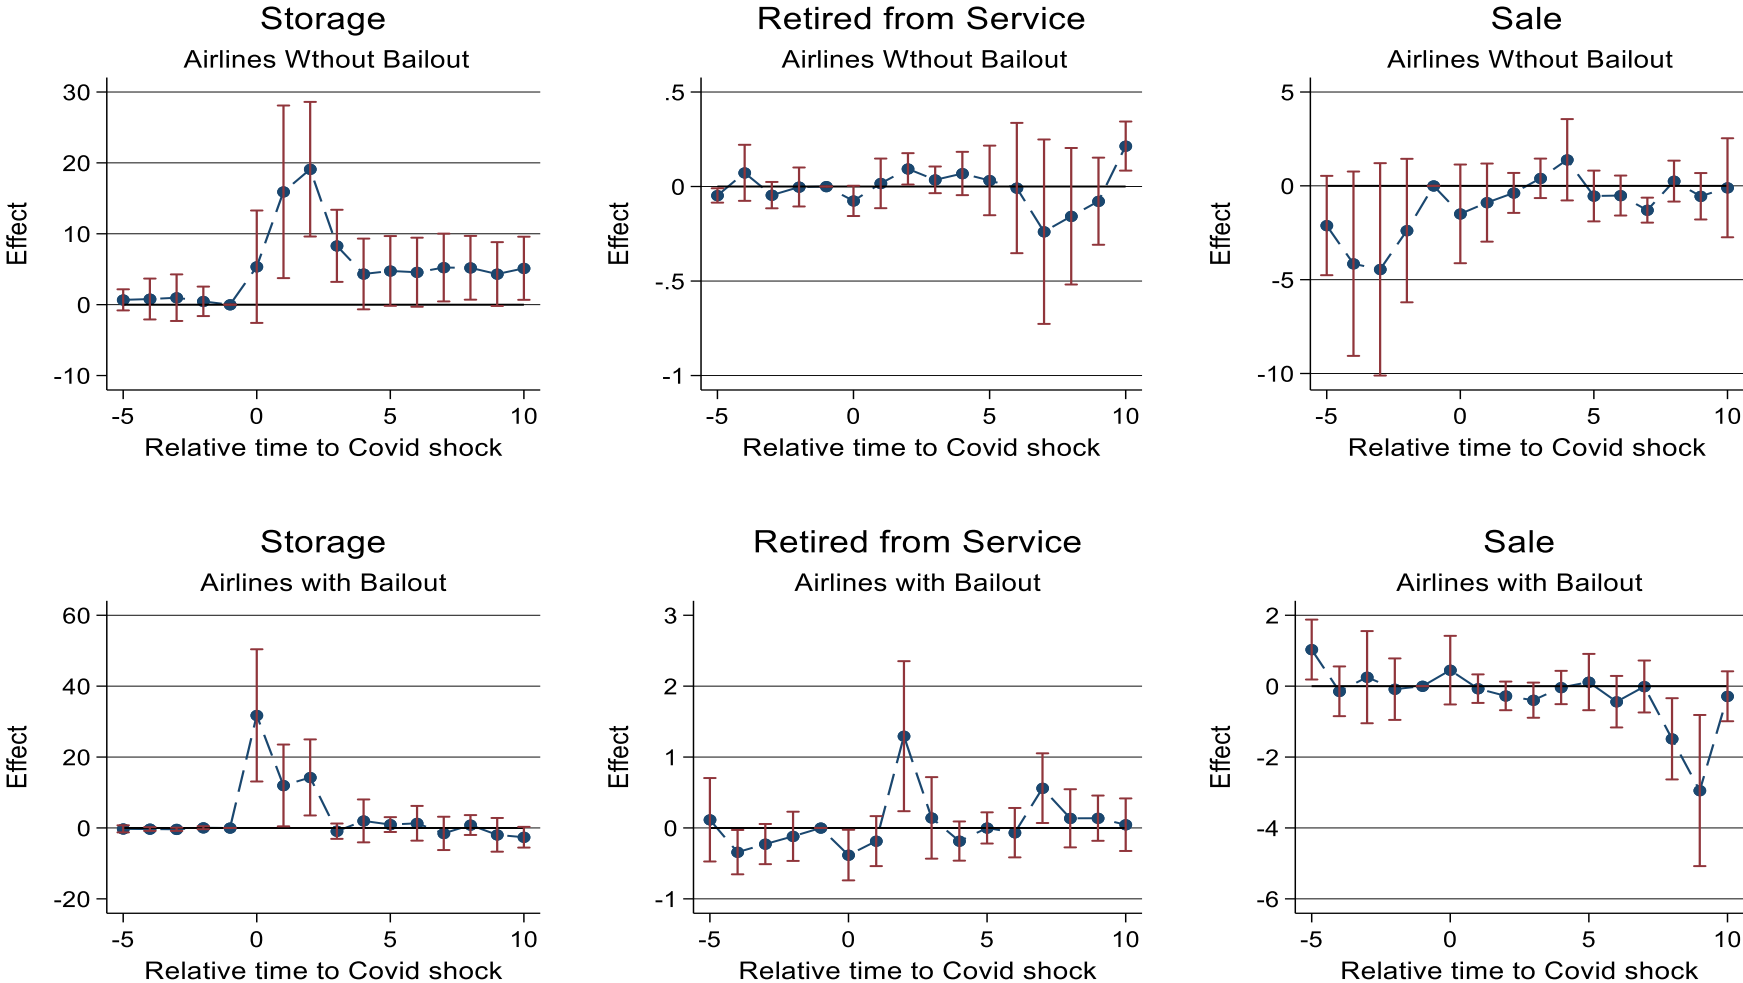 Storage
Airlines Wthout Bailout
Effect
30
20
10
0
-10
-5 0 5 10
Relative time to Covid shock
Retired from Service
Airlines Wthout Bailout
Effect
.5
0
-.5
-1
-5 0 5 10
Relative time to Covid shock
Sale
Airlines Wthout Bailout
Effect
5
0
-5
-10
-5 0 5 10
Relative time to Covid shock
Storage
Airlines with Bailout
Effect
60
40
20
0
-20
-5 0 5 10
Relative time to Covid shock
Retired from Service
Airlines with Bailout
Effect
3
2
1
0
-1
-5 0 5 10
Relative time to Covid shock
Sale
Airlines with Bailout
Effect
2
0
-2
-4
-6
-5 0 5 10
Relative time to Covid shock